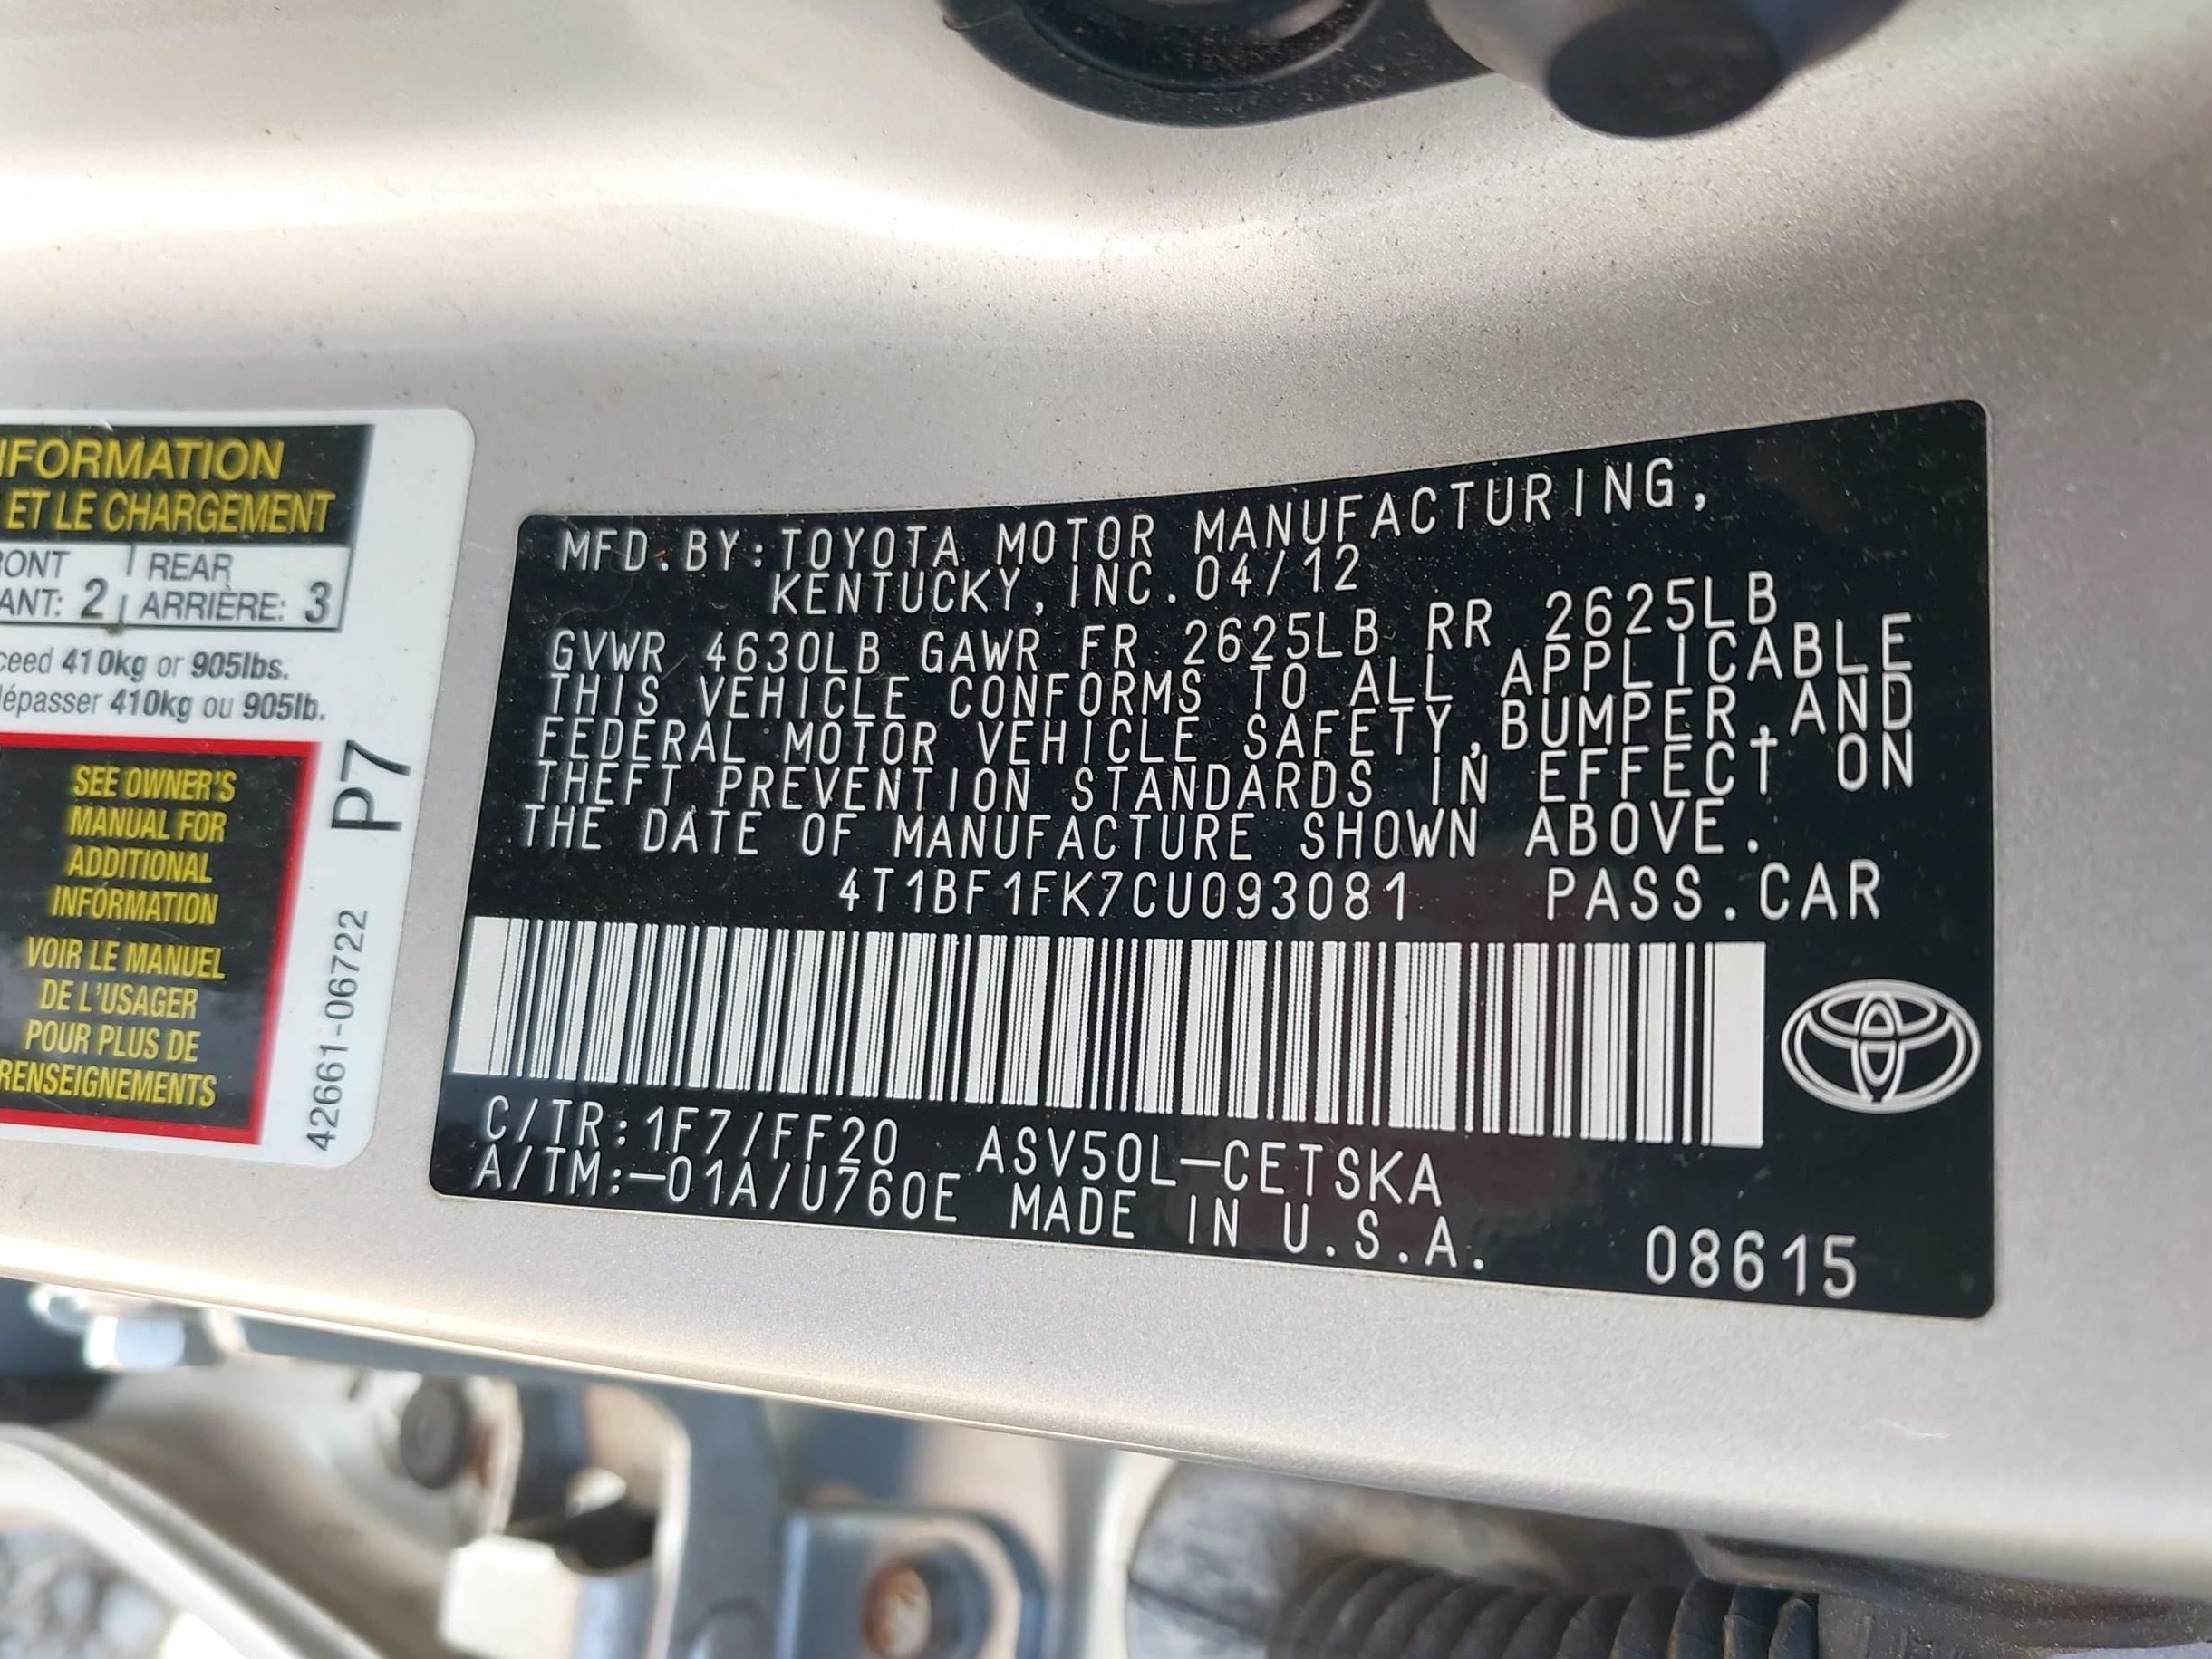 NFORMATION
ET LE CHARGEMENT
RONT REAR
ANT: 2 ARRIÈRE: 3
ceed 410kg or 905lbs.
dépasser 410kg ou 905lb.
SEE OWNER'S
MANUAL FOR
ADDITIONAL
INFORMATION
VOIR LE MANUEL
DE L'USAGER
POUR PLUS DE
RENSEIGNEMENTS
P7
42661-06722
MFD.BY:TOYOTA MOTOR MANUFACTURING,
KENTUCKY, INC. 04/12
GVWR 4630LB GAWR FR 2625LB RR 2625LB
THIS VEHICLE CONFORMS TO ALL APPLICABLE
FEDERAL MOTOR VEHICLE SAFETY,BUMPER,AND
THEFT PREVENTION STANDARDS IN EFFECT ON
THE DATE OF MANUFACTURE SHOWN ABOVE.
4T1BF1FK7CU093081 PASS.CAR
C/TR:1F7/FF20 ASV50L-CETSKA
A/TM:-01A/U760E MADE IN U.S.A. 08615